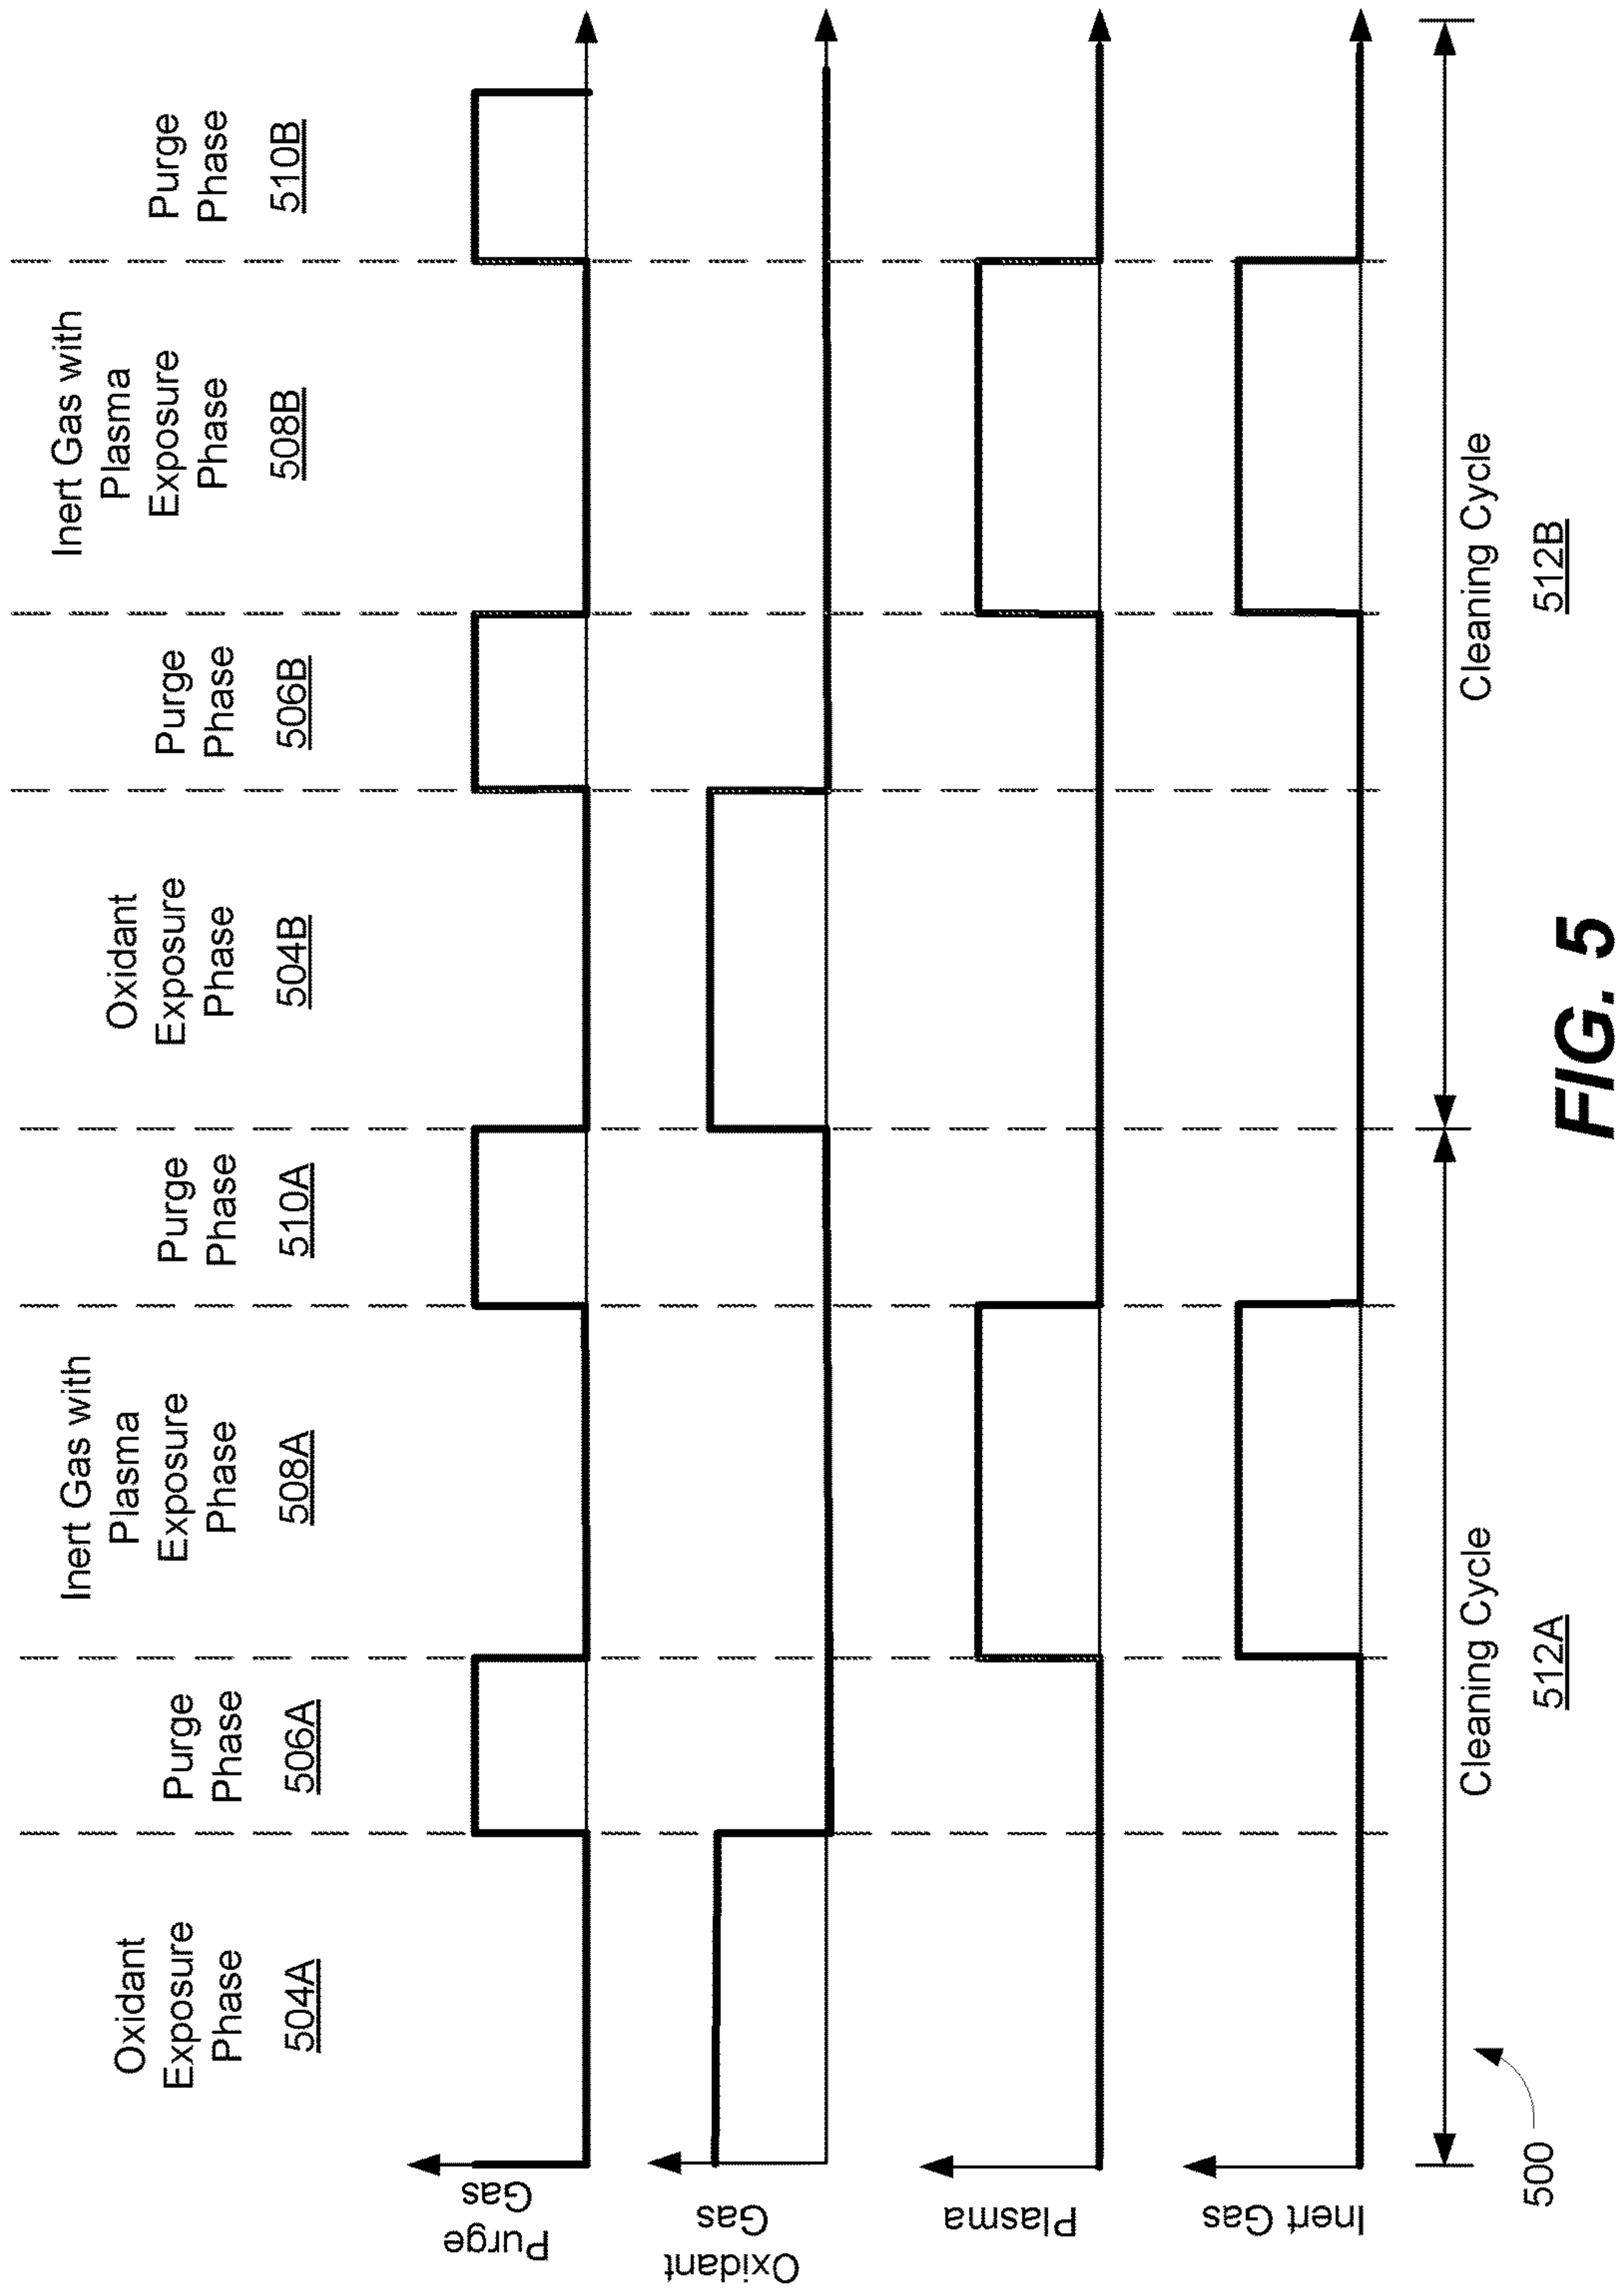 Oxidant
Exposure
Phase
504A
Purge
Phase
506A
Inert Gas with
Plasma
Exposure
Phase
508A
Purge
Phase
510A
Oxidant
Exposure
Phase
504B
Purge
Phase
506B
Inert Gas with
Plasma
Exposure
Phase
508B
Purge
Phase
510B
Purge
Gas
Oxidant
Gas
Plasma
Inert Gas
Cleaning Cycle
512A
Cleaning Cycle
512B
500
FIG. 5